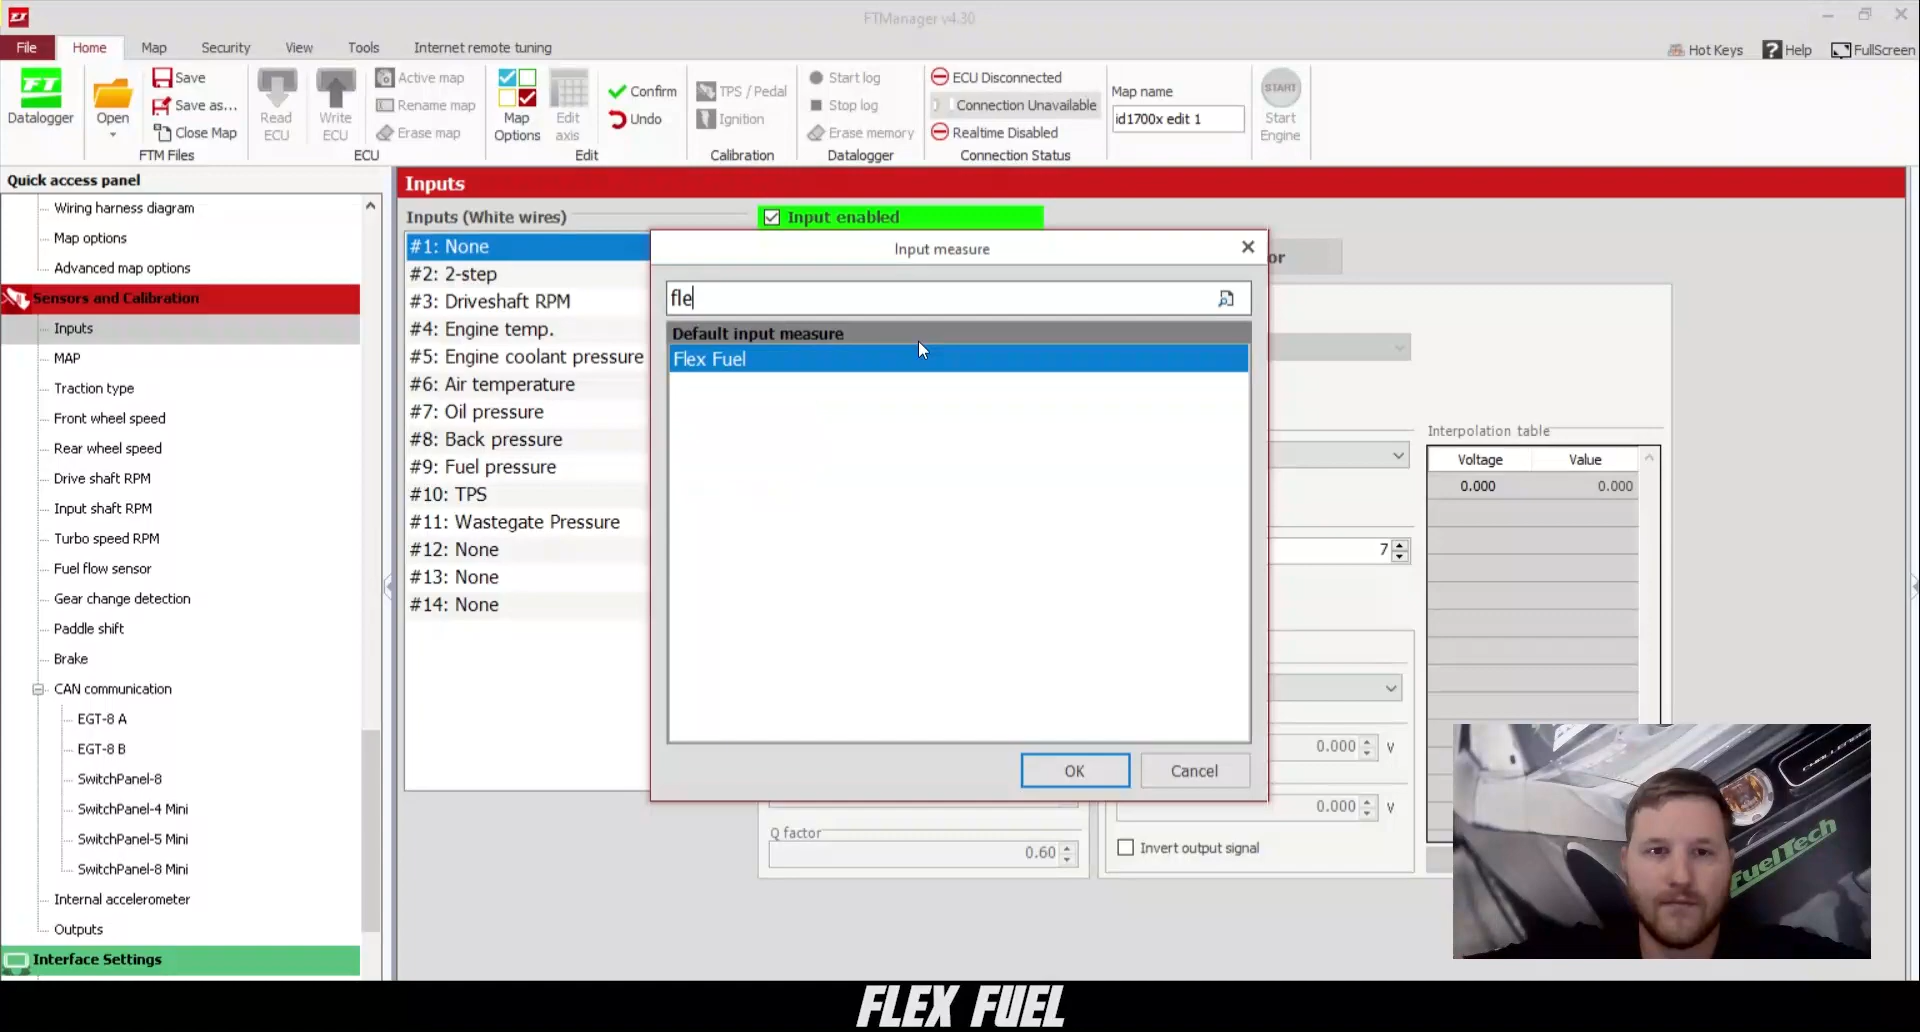 FTManager v4.30
File Home Map Security View Tools Internet remote tuning Hot Keys Help FullScreen
FT
Datalogger
Open
Save
Save as...
Close Map
FTM Files
Read ECU
Write ECU
Active map
Rename map
Erase map
ECU
Map Options
Edit axis
Confirm
Undo
Edit
TPS / Pedal
Ignition
Calibration
Start log
Stop log
Erase memory
Datalogger
ECU Disconnected
Connection Unavailable
Realtime Disabled
Connection Status
Map name
id1700x edit 1
START
Start Engine
Quick access panel
Wiring harness diagram
Map options
Advanced map options
Sensors and Calibration
Inputs
MAP
Traction type
Front wheel speed
Rear wheel speed
Drive shaft RPM
Input shaft RPM
Turbo speed RPM
Fuel flow sensor
Gear change detection
Paddle shift
Brake
CAN communication
EGT-8 A
EGT-8 B
SwitchPanel-8
SwitchPanel-4 Mini
SwitchPanel-5 Mini
SwitchPanel-8 Mini
Internal accelerometer
Outputs
Interface Settings
Inputs
Inputs (White wires)
#1: None
#2: 2-step
#3: Driveshaft RPM
#4: Engine temp.
#5: Engine coolant pressure
#6: Air temperature
#7: Oil pressure
#8: Back pressure
#9: Fuel pressure
#10: TPS
#11: Wastegate Pressure
#12: None
#13: None
#14: None
Input enabled
or
Input measure
fle
Default input measure
Flex Fuel
OK Cancel
Interpolation table
Voltage Value
0.000 0.000
7
0.000 v
0.000 v
Q factor
0.60
Invert output signal
CHALLENGER
FuelTech
FLEX FUEL